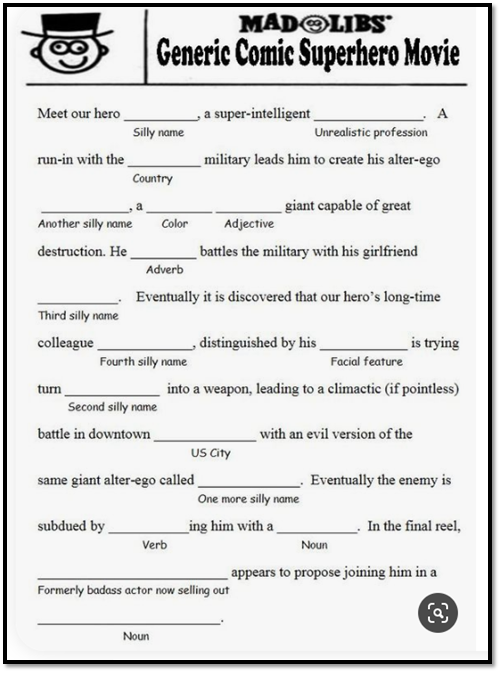 MAD LIBS®
Generic Comic Superhero Movie
Meet our hero ___________, a super-intelligent ________________. A
Silly name Unrealistic profession
run-in with the ___________ military leads him to create his alter-ego
Country
_____________, a __________ __________ giant capable of great
Another silly name Color Adjective
destruction. He __________ battles the military with his girlfriend
Adverb
____________. Eventually it is discovered that our hero's long-time
Third silly name
colleague ______________, distinguished by his _____________ is trying
Fourth silly name Facial feature
turn ______________ into a weapon, leading to a climactic (if pointless)
Second silly name
battle in downtown _______________ with an evil version of the
US City
same giant alter-ego called _______________. Eventually the enemy is
One more silly name
subdued by ____________ing him with a ____________. In the final reel,
Verb Noun
____________________________ appears to propose joining him in a
Formerly badass actor now selling out
___________________________.
Noun